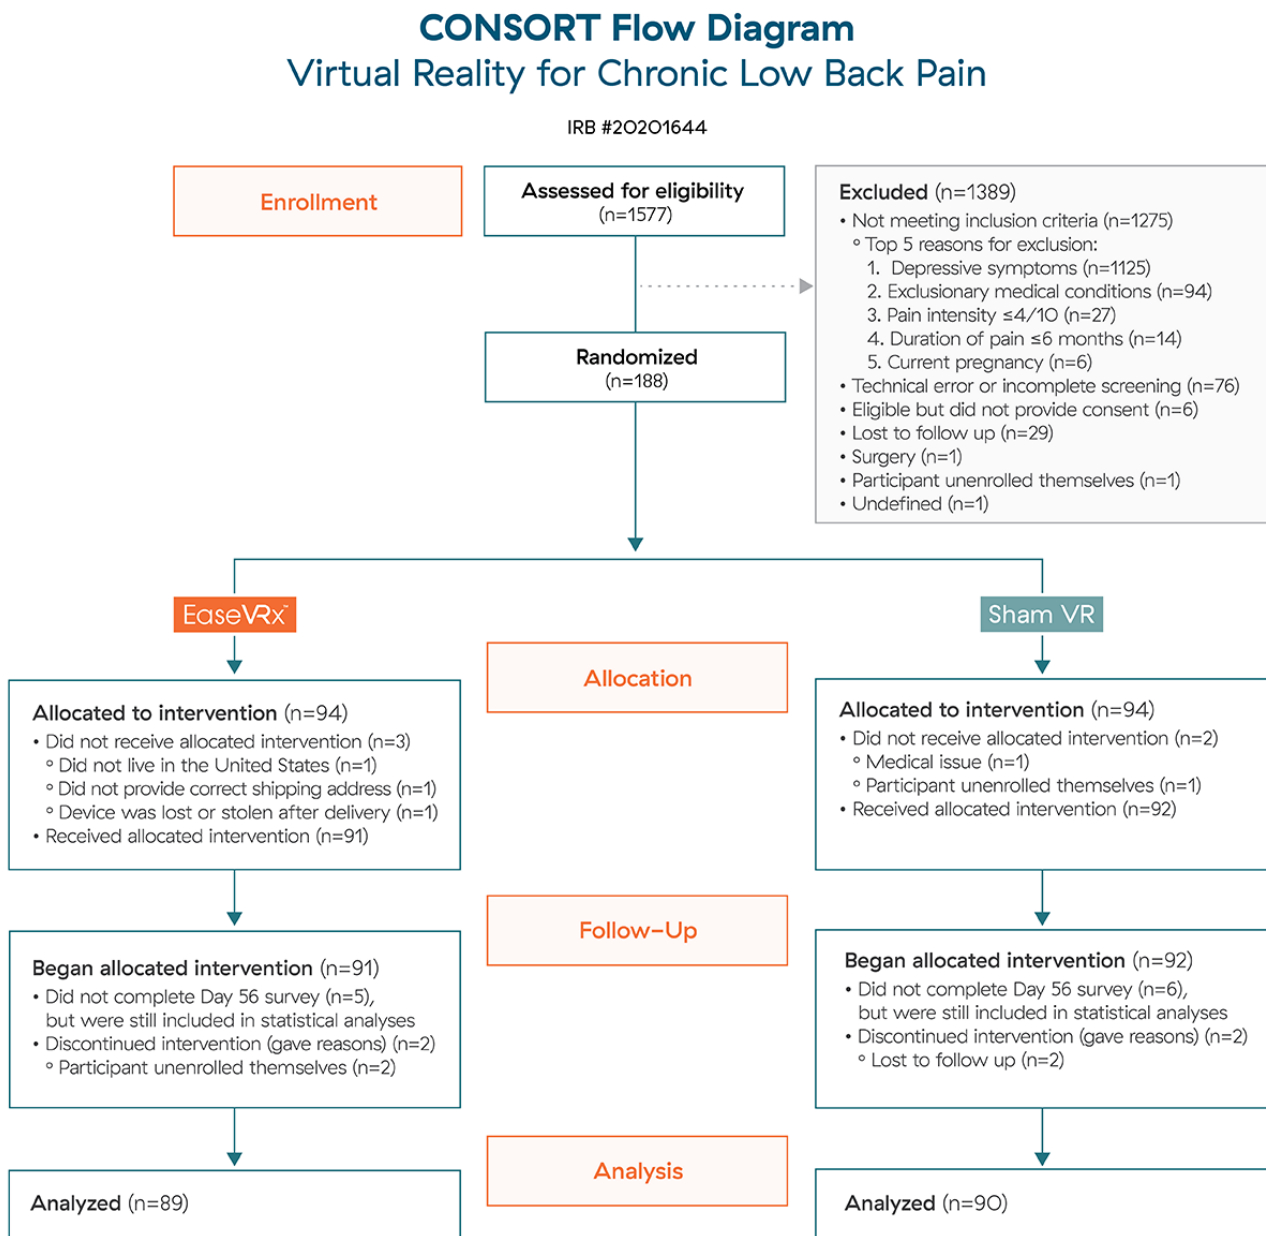 CONSORT Flow Diagram
Virtual Reality for Chronic Low Back Pain
IRB #20201644
Enrollment
Assessed for eligibility
(n=1577)
Excluded (n=1389)
• Not meeting inclusion criteria (n=1275)
° Top 5 reasons for exclusion:
1. Depressive symptoms (n=1125)
2. Exclusionary medical conditions (n=94)
3. Pain intensity ≤4/10 (n=27)
4. Duration of pain ≤6 months (n=14)
5. Current pregnancy (n=6)
• Technical error or incomplete screening (n=76)
• Eligible but did not provide consent (n=6)
• Lost to follow up (n=29)
• Surgery (n=1)
• Participant unenrolled themselves (n=1)
• Undefined (n=1)
Randomized
(n=188)
EaseVRx™
Sham VR
Allocation
Allocated to intervention (n=94)
• Did not receive allocated intervention (n=3)
° Did not live in the United States (n=1)
° Did not provide correct shipping address (n=1)
° Device was lost or stolen after delivery (n=1)
• Received allocated intervention (n=91)
Allocated to intervention (n=94)
• Did not receive allocated intervention (n=2)
° Medical issue (n=1)
° Participant unenrolled themselves (n=1)
• Received allocated intervention (n=92)
Follow-Up
Began allocated intervention (n=91)
• Did not complete Day 56 survey (n=5),
but were still included in statistical analyses
• Discontinued intervention (gave reasons) (n=2)
° Participant unenrolled themselves (n=2)
Began allocated intervention (n=92)
• Did not complete Day 56 survey (n=6),
but were still included in statistical analyses
• Discontinued intervention (gave reasons) (n=2)
° Lost to follow up (n=2)
Analysis
Analyzed (n=89)
Analyzed (n=90)